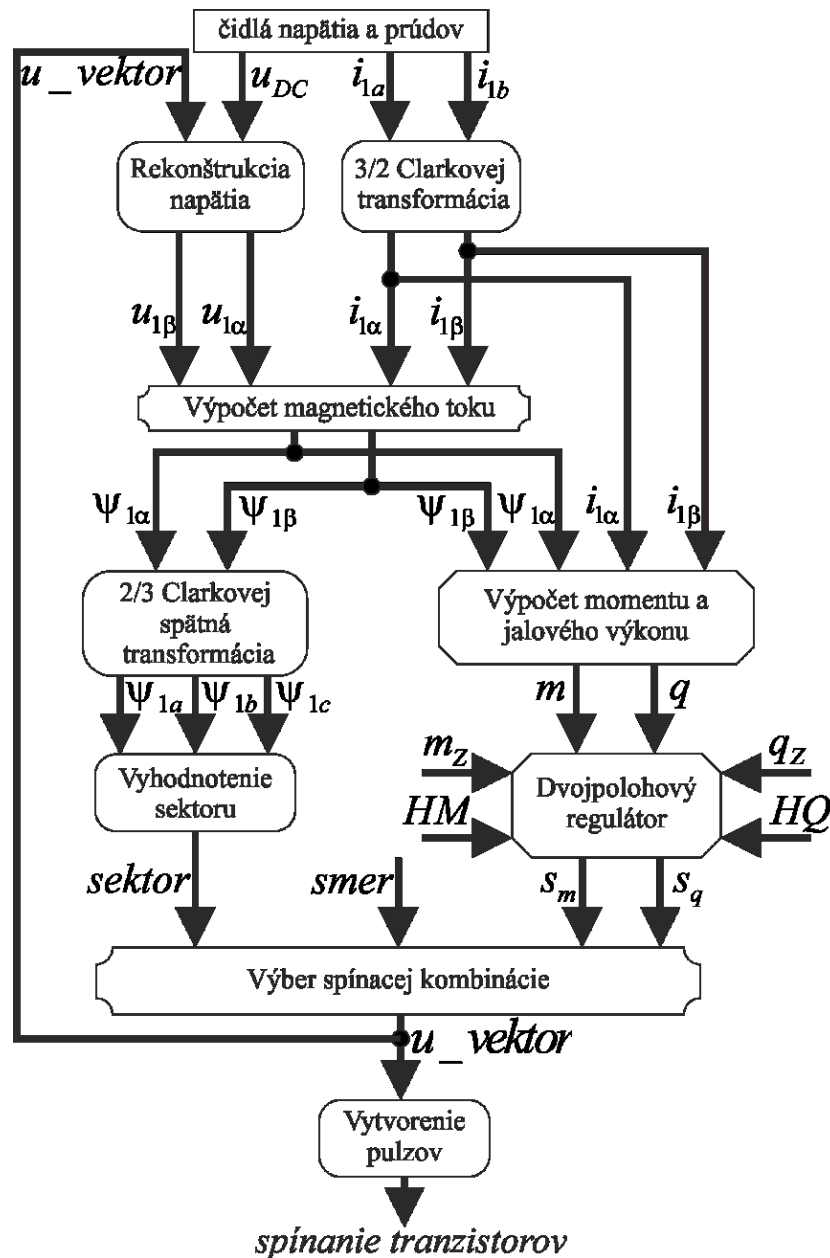 čidlá napätia a prúdov
u_vektor
u_DC
i_1a
i_1b
Rekonštrukcia
napätia
3/2 Clarkovej
transformácia
u_1β
u_1α
i_1α
i_1β
Výpočet magnetického toku
ψ_1α
ψ_1β
ψ_1β
ψ_1α
i_1α
i_1β
2/3 Clarkovej
spätná
transformácia
Výpočet momentu a
jalového výkonu
ψ_1a
ψ_1b
ψ_1c
m
q
Vyhodnotenie
sektoru
m_Z
HM
Dvojpolohový
regulátor
q_Z
HQ
sektor
smer
s_m
s_q
Výber spínacej kombinácie
u_vektor
Vytvorenie
pulzov
spínanie tranzistorov